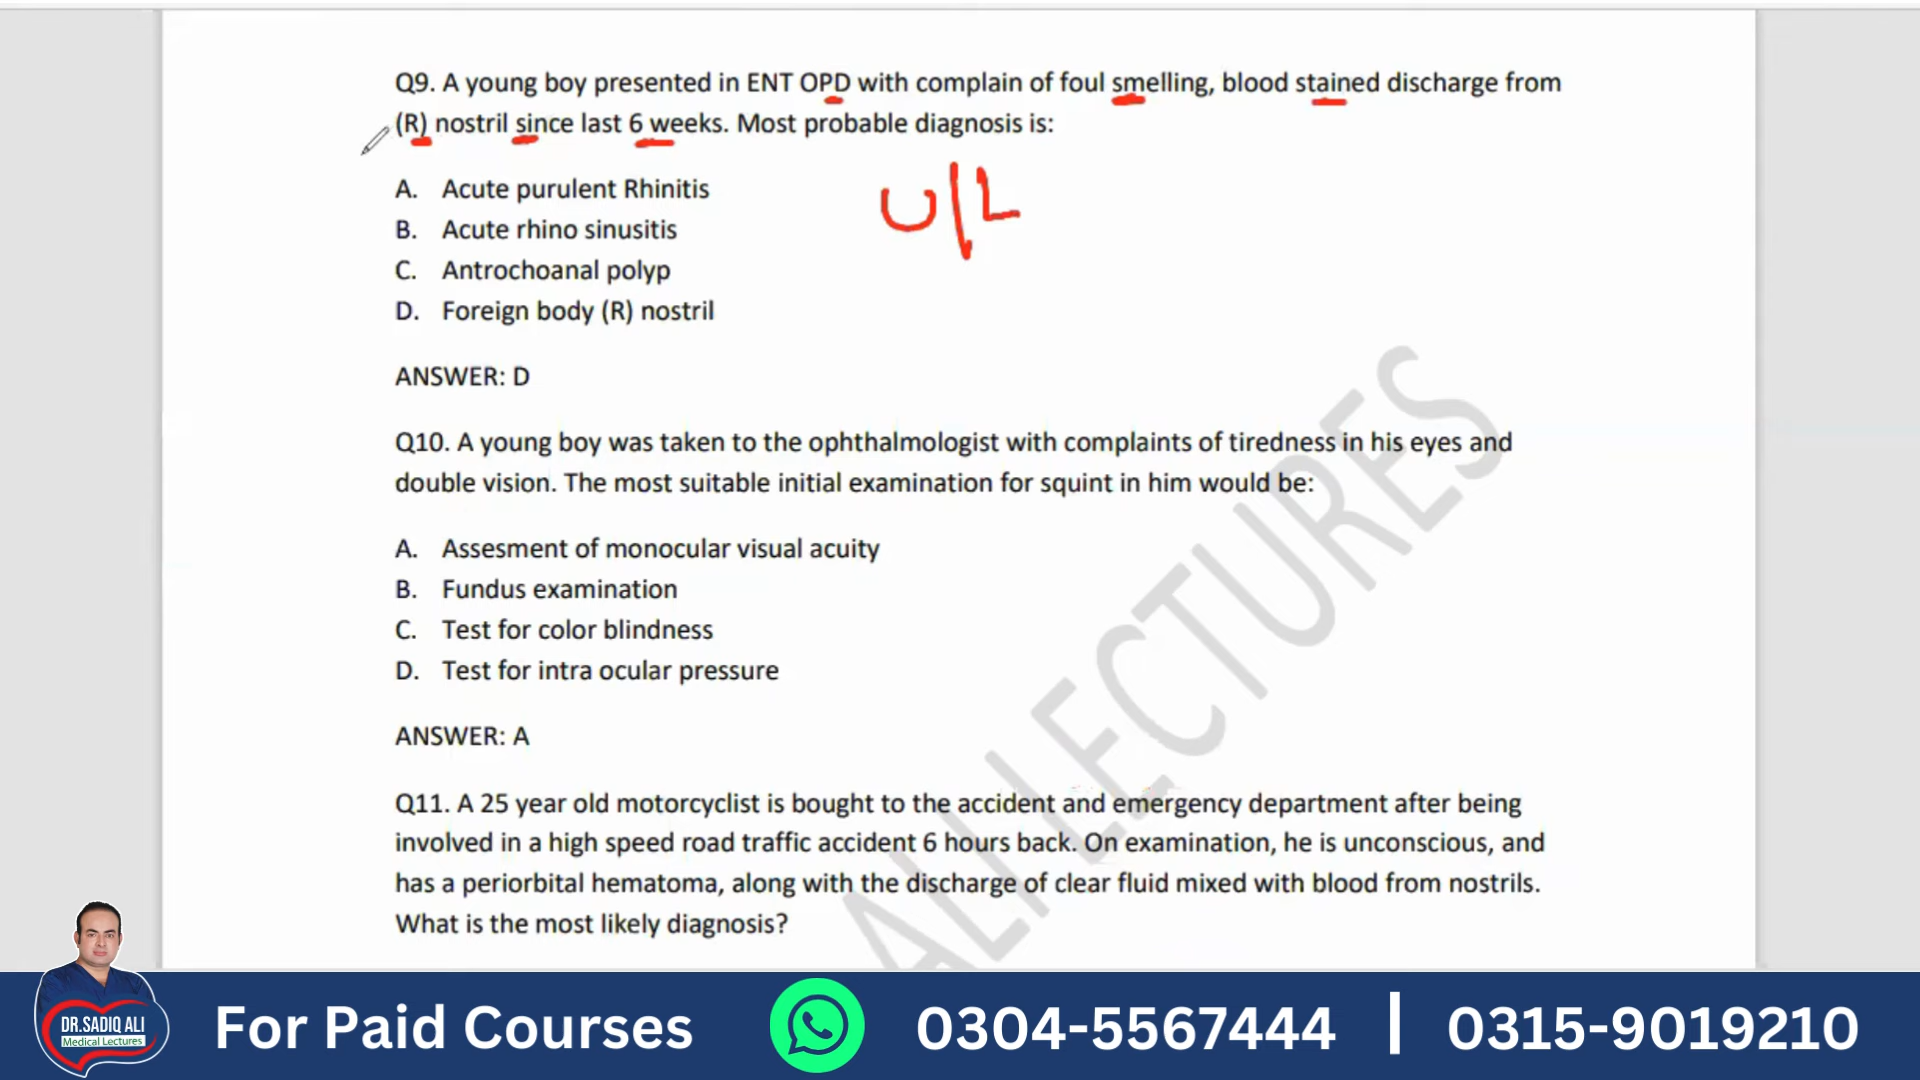 Q9. A young boy presented in ENT OPD with complain of foul smelling, blood stained discharge from
(R) nostril since last 6 weeks. Most probable diagnosis is:
U/L
A. Acute purulent Rhinitis
B. Acute rhino sinusitis
C. Antrochoanal polyp
D. Foreign body (R) nostril
ANSWER: D
Q10. A young boy was taken to the ophthalmologist with complaints of tiredness in his eyes and
double vision. The most suitable initial examination for squint in him would be:
A. Assesment of monocular visual acuity
B. Fundus examination
C. Test for color blindness
D. Test for intra ocular pressure
ANSWER: A
Q11. A 25 year old motorcyclist is bought to the accident and emergency department after being
involved in a high speed road traffic accident 6 hours back. On examination, he is unconscious, and
has a periorbital hematoma, along with the discharge of clear fluid mixed with blood from nostrils.
What is the most likely diagnosis?
ALI LECTURES
DR.SADIQ ALI
Medical Lectures
For Paid Courses
0304-5567444 | 0315-9019210